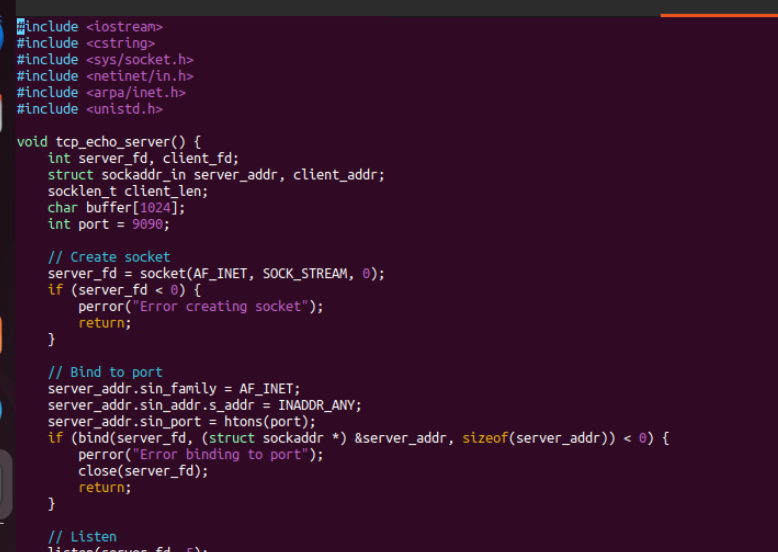 #include <iostream>
#include <cstring>
#include <sys/socket.h>
#include <netinet/in.h>
#include <arpa/inet.h>
#include <unistd.h>

void tcp_echo_server() {
    int server_fd, client_fd;
    struct sockaddr_in server_addr, client_addr;
    socklen_t client_len;
    char buffer[1024];
    int port = 9090;

    // Create socket
    server_fd = socket(AF_INET, SOCK_STREAM, 0);
    if (server_fd < 0) {
        perror("Error creating socket");
        return;
    }

    // Bind to port
    server_addr.sin_family = AF_INET;
    server_addr.sin_addr.s_addr = INADDR_ANY;
    server_addr.sin_port = htons(port);
    if (bind(server_fd, (struct sockaddr *) &server_addr, sizeof(server_addr)) < 0) {
        perror("Error binding to port");
        close(server_fd);
        return;
    }

    // Listen
    listen(server_fd, 5);